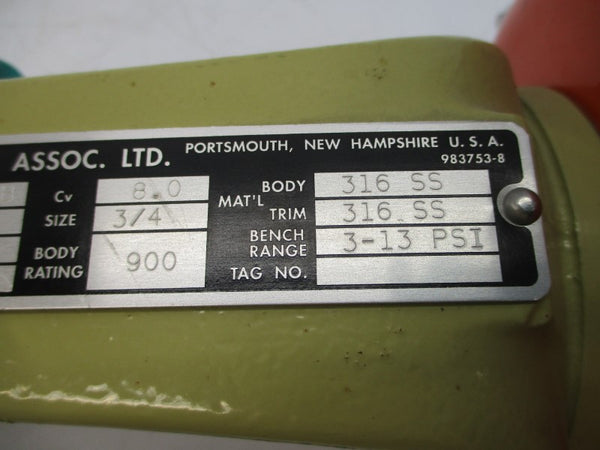 ASSOC. LTD. PORTSMOUTH, NEW HAMPSHIRE U. S. A.
983753-8
Cv 8.0
SIZE 3/4
BODY RATING 900
MAT'L
BODY 316 SS
TRIM 316 SS
BENCH RANGE 3-13 PSI
TAG NO.